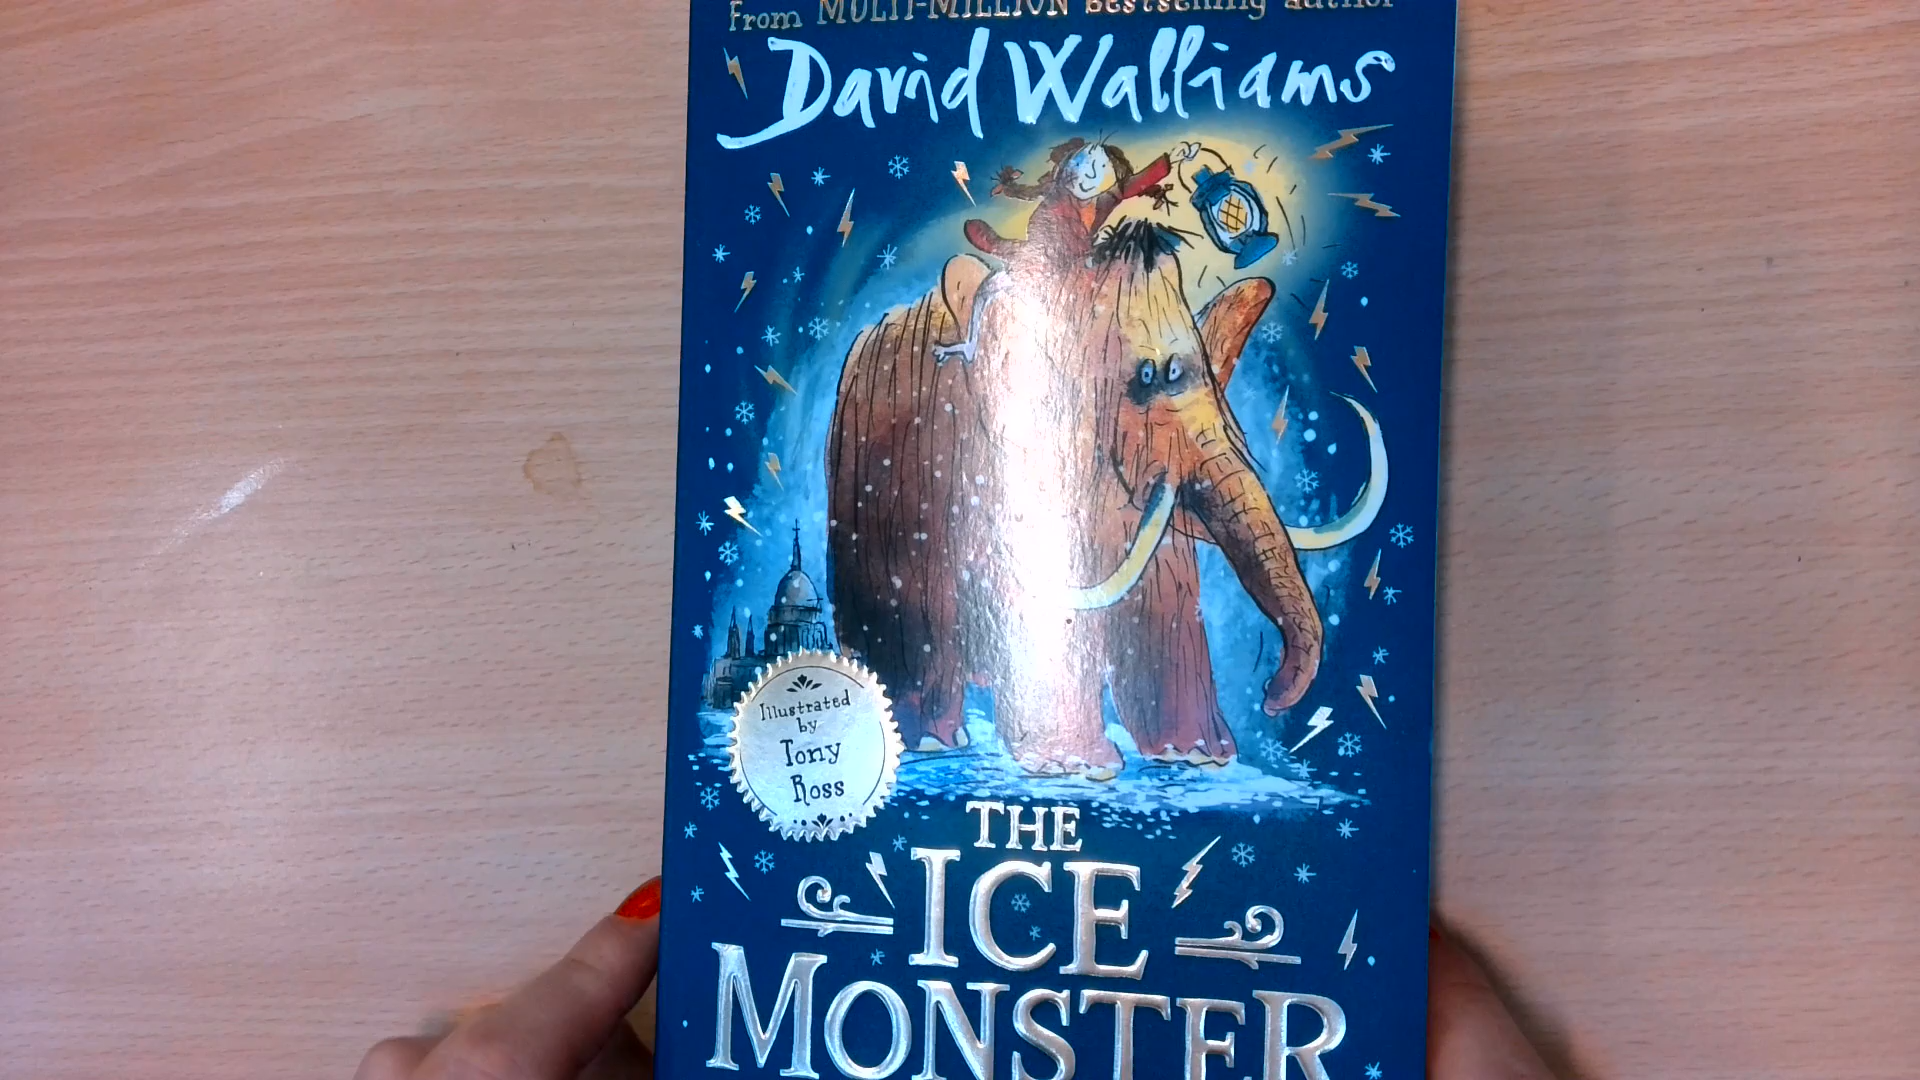 From MULTI-MILLION bestselling author
David Walliams
Illustrated
by
Tony
Ross
THE
ICE
MONSTER